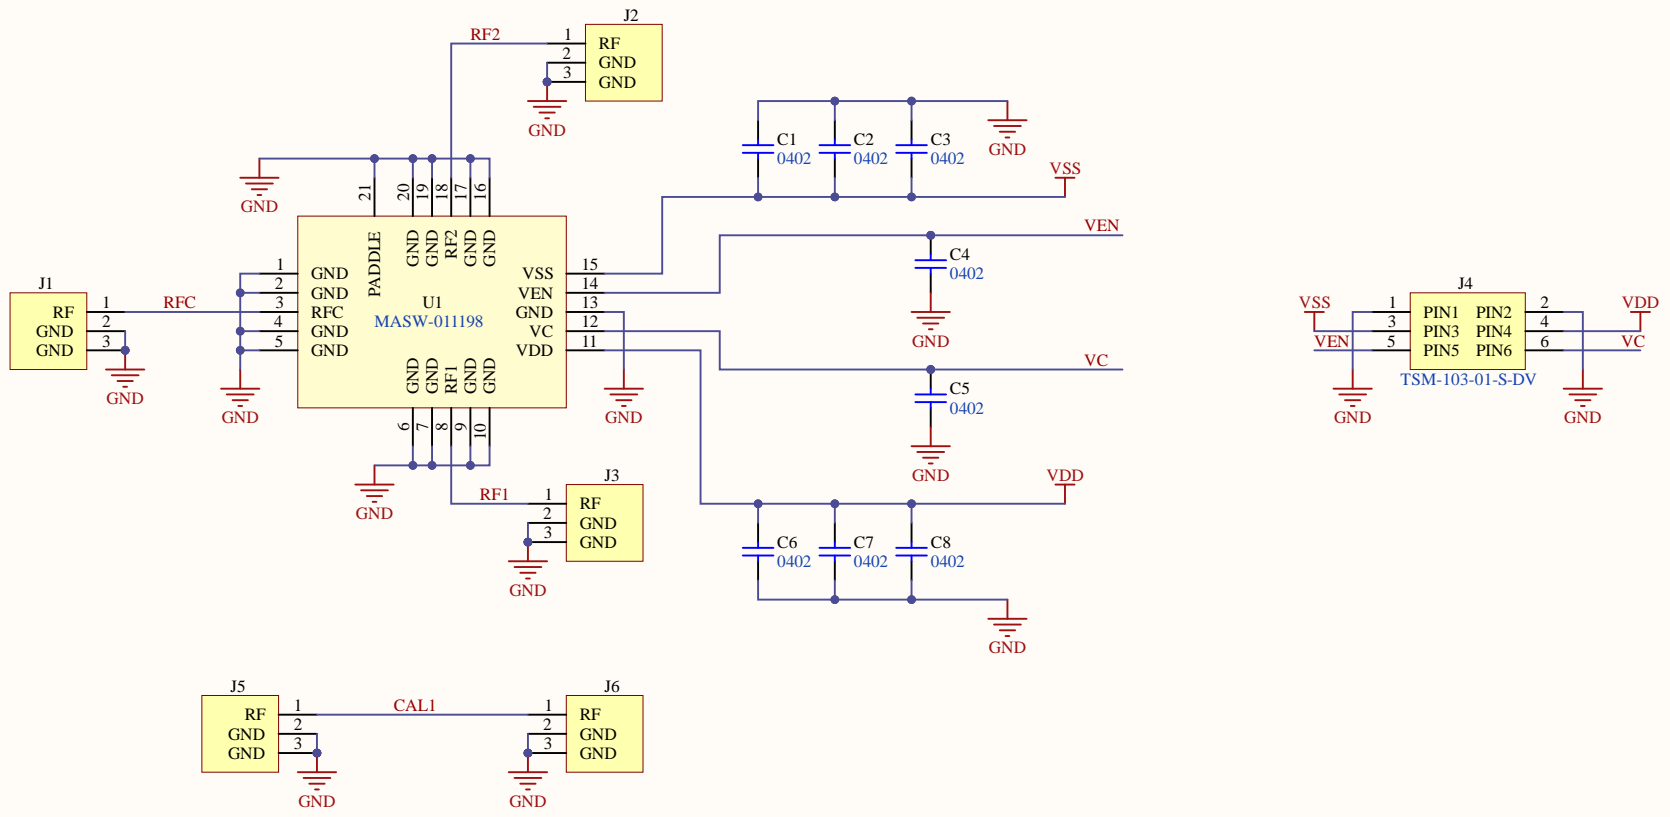 J2
RF2
1 RF
2 GND
3 GND
GND
GND
21 20 19 18 17 16
PADDLE GND GND RF2 GND GND
C1 0402
C2 0402
C3 0402
GND
VSS
VEN
C4
0402
GND
J1
RF 1
GND 2
GND 3
GND
RFC
1 GND
2 GND
3 RFC
4 GND
5 GND
GND
U1
MASW-011198
VSS 15
VEN 14
GND 13
VC 12
VDD 11
GND
GND GND RF1 GND GND
6 7 8 9 10
GND
VC
C5
0402
GND
J4
VSS
VEN
1 PIN1 PIN2 2
3 PIN3 PIN4 4
5 PIN5 PIN6 6
TSM-103-01-S-DV
VDD
VC
GND
GND
J3
RF1
1 RF
2 GND
3 GND
GND
VDD
C6 0402
C7 0402
C8 0402
GND
J5
RF 1
GND 2
GND 3
GND
CAL1
J6
1 RF
2 GND
3 GND
GND